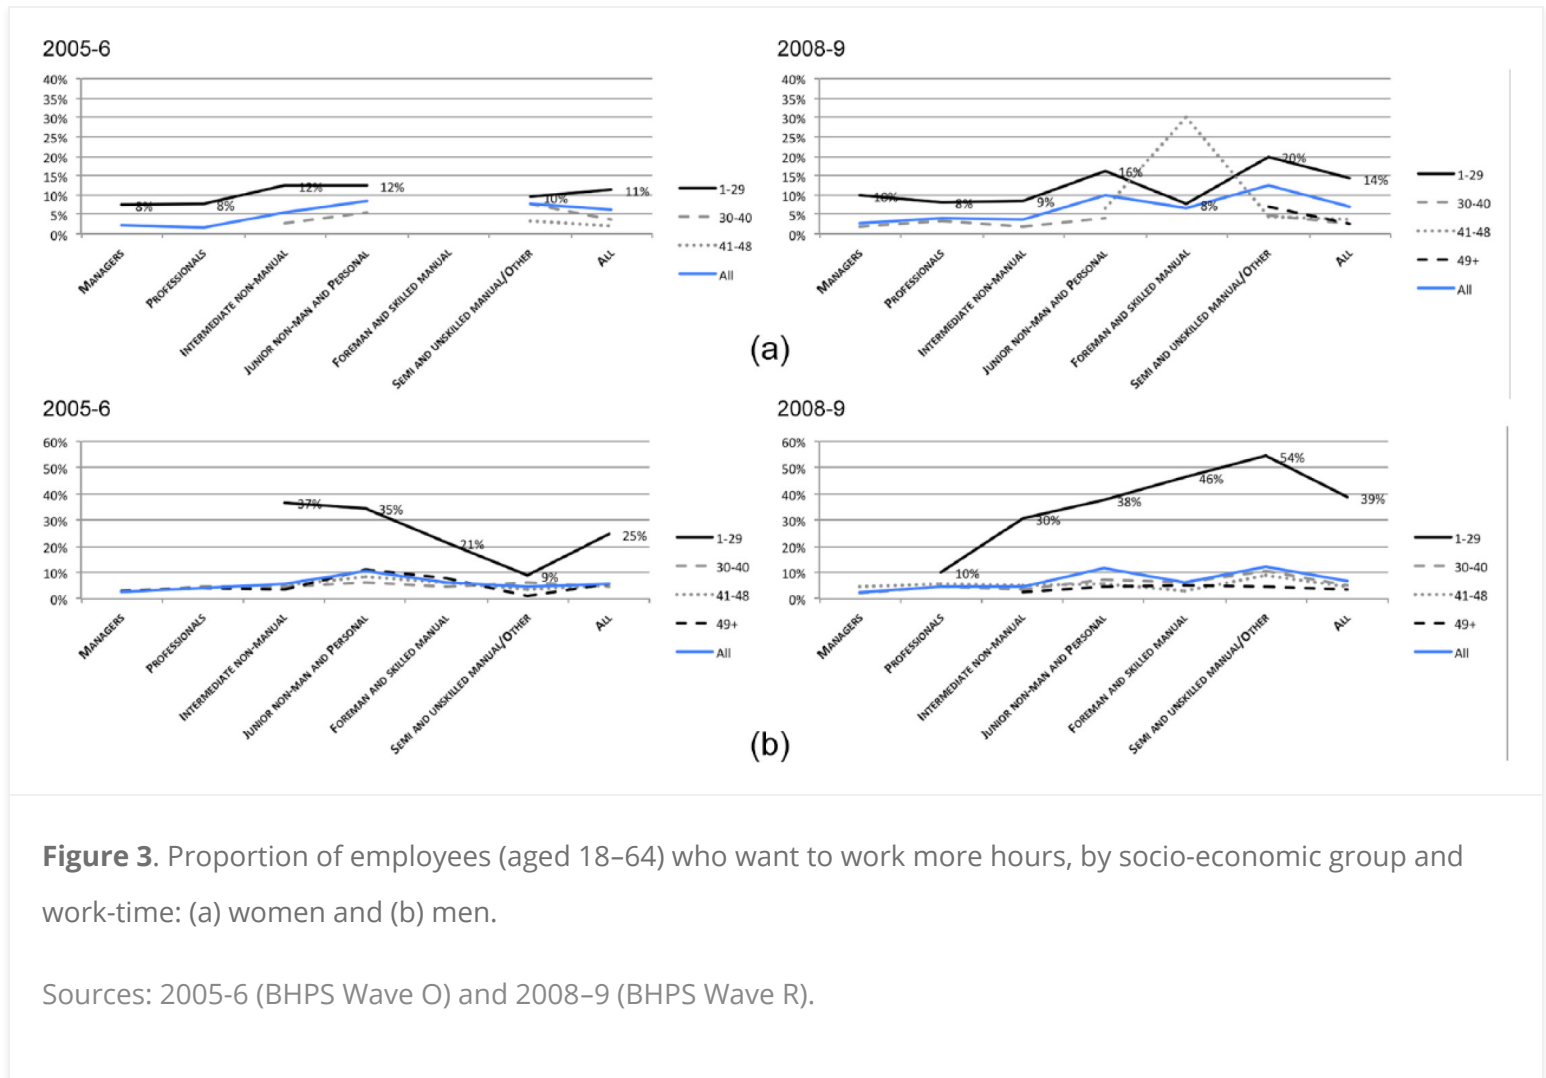 2005-6
40%
35%
30%
25%
20%
15%
10%
5%
0%
8%
8%
12%
12%
10%
11%
Managers
Professionals
Intermediate non-manual
Junior non-man and Personal
Foreman and skilled manual
Semi and unskilled manual/Other
All
1-29
30-40
41-48
All
2008-9
40%
35%
30%
25%
20%
15%
10%
5%
0%
10%
8%
9%
16%
8%
20%
14%
Managers
Professionals
Intermediate non-manual
Junior non-man and Personal
Foreman and skilled manual
Semi and unskilled manual/Other
All
1-29
30-40
41-48
49+
All
(a)
2005-6
60%
50%
40%
30%
20%
10%
0%
37%
35%
21%
9%
25%
Managers
Professionals
Intermediate non-manual
Junior non-man and Personal
Foreman and skilled manual
Semi and unskilled manual/Other
All
1-29
30-40
41-48
49+
All
2008-9
60%
50%
40%
30%
20%
10%
0%
10%
30%
38%
46%
54%
39%
Managers
Professionals
Intermediate non-manual
Junior non-man and Personal
Foreman and skilled manual
Semi and unskilled manual/Other
All
1-29
30-40
41-48
49+
All
(b)
Figure 3. Proportion of employees (aged 18–64) who want to work more hours, by socio-economic group and
work-time: (a) women and (b) men.
Sources: 2005-6 (BHPS Wave O) and 2008–9 (BHPS Wave R).